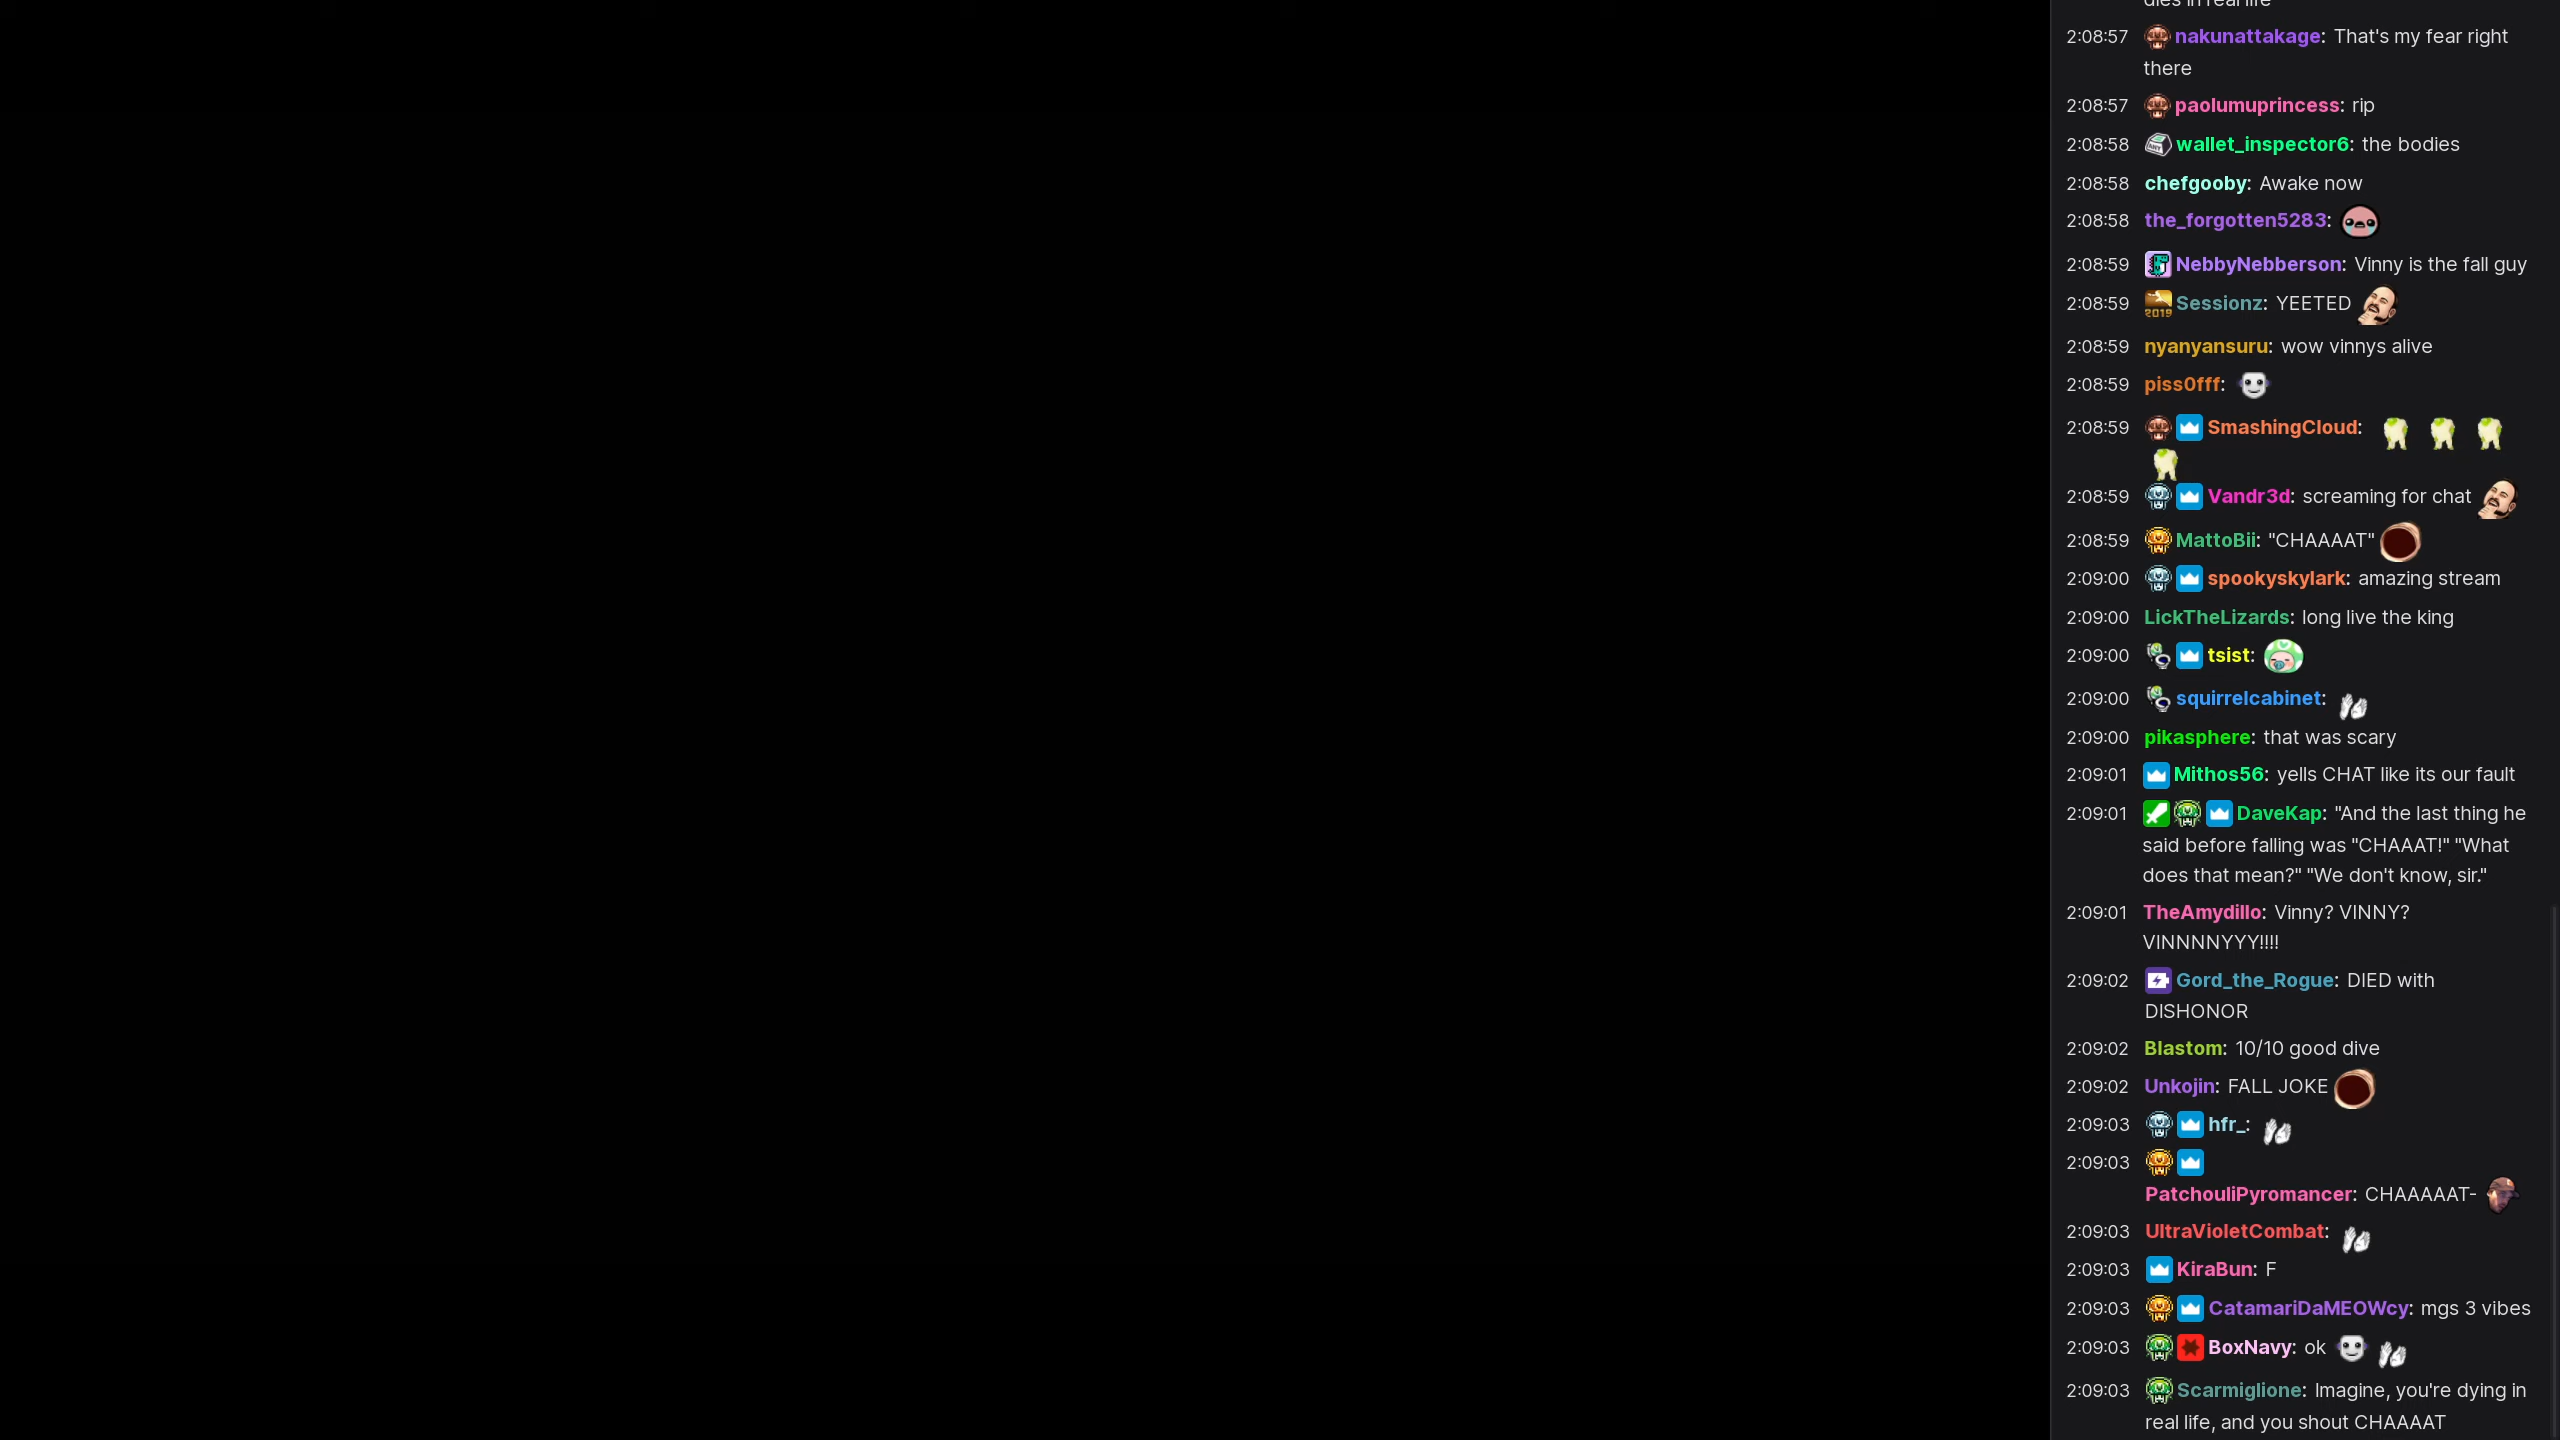 dies in real life
2:08:57 nakunattakage: That's my fear right
there
2:08:57 paolumuprincess: rip
2:08:58 wallet_inspector6: the bodies
2:08:58 chefgooby: Awake now
2:08:58 the_forgotten5283:
2:08:59 NebbyNebberson: Vinny is the fall guy
2:08:59 2019 Sessionz: YEETED
2:08:59 nyanyansuru: wow vinnys alive
2:08:59 piss0fff:
2:08:59 SmashingCloud:
2:08:59 Vandr3d: screaming for chat
2:08:59 MattoBii: "CHAAAAT"
2:09:00 spookyskylark: amazing stream
2:09:00 LickTheLizards: long live the king
2:09:00 tsist:
2:09:00 squirrelcabinet:
2:09:00 pikasphere: that was scary
2:09:01 Mithos56: yells CHAT like its our fault
2:09:01 DaveKap: "And the last thing he
said before falling was "CHAAAT!" "What
does that mean?" "We don't know, sir."
2:09:01 TheAmydillo: Vinny? VINNY?
VINNNNYYY!!!!
2:09:02 Gord_the_Rogue: DIED with
DISHONOR
2:09:02 Blastom: 10/10 good dive
2:09:02 Unkojin: FALL JOKE
2:09:03 hfr_:
2:09:03
PatchouliPyromancer: CHAAAAAT-
2:09:03 UltraVioletCombat:
2:09:03 KiraBun: F
2:09:03 CatamariDaMEOWcy: mgs 3 vibes
2:09:03 BoxNavy: ok
2:09:03 Scarmiglione: Imagine, you're dying in
real life, and you shout CHAAAAT